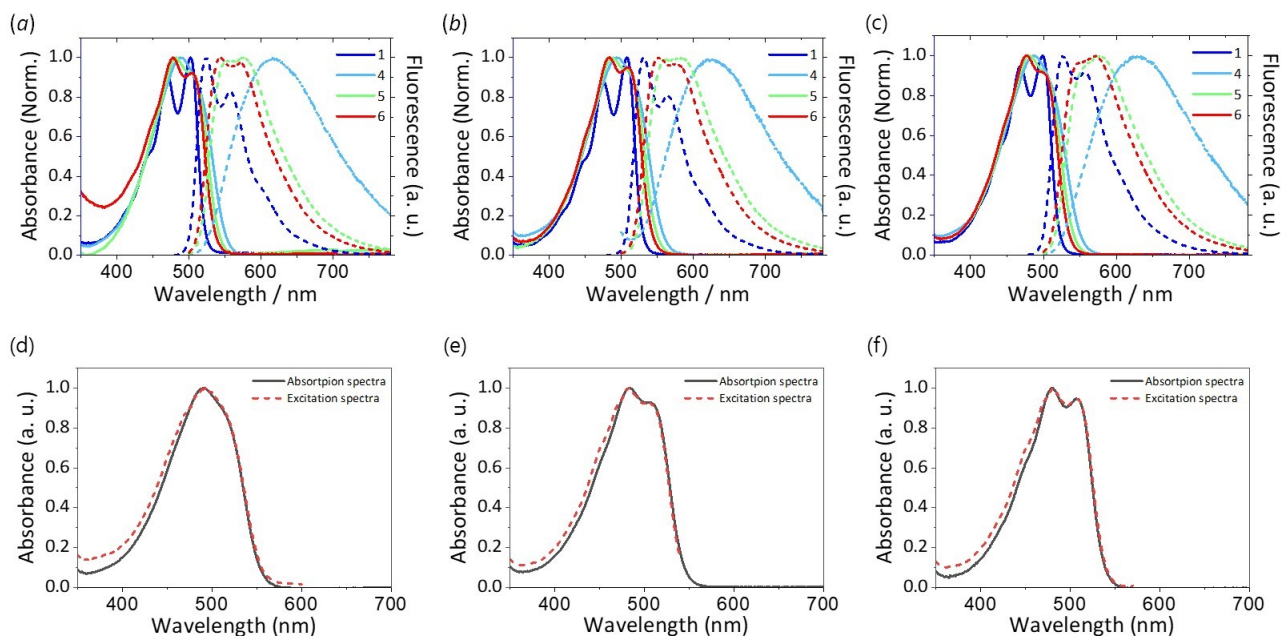 (a)
Absorbance (Norm.)
1.0
0.8
0.6
0.4
0.2
0.0
400 500 600 700
Wavelength / nm
Fluorescence (a. u.)
1
4
5
6
(b)
Absorbance (Norm.)
1.0
0.8
0.6
0.4
0.2
0.0
400 500 600 700
Wavelength / nm
Fluorescence (a. u.)
1
4
5
6
(c)
Absorbance (Norm.)
1.0
0.8
0.6
0.4
0.2
0.0
400 500 600 700
Wavelength / nm
Fluorescence (a. u.)
1
4
5
6
(d)
Absorbance (a. u.)
1.0
0.8
0.6
0.4
0.2
0.0
400 500 600 700
Wavelength (nm)
Absortpion spectra
Excitation spectra
(e)
Absorbance (a. u.)
1.0
0.8
0.6
0.4
0.2
0.0
400 500 600 700
Wavelength (nm)
Absortpion spectra
Excitation spectra
(f)
Absorbance (a. u.)
1.0
0.8
0.6
0.4
0.2
0.0
400 500 600 700
Wavelength (nm)
Absortpion spectra
Excitation spectra